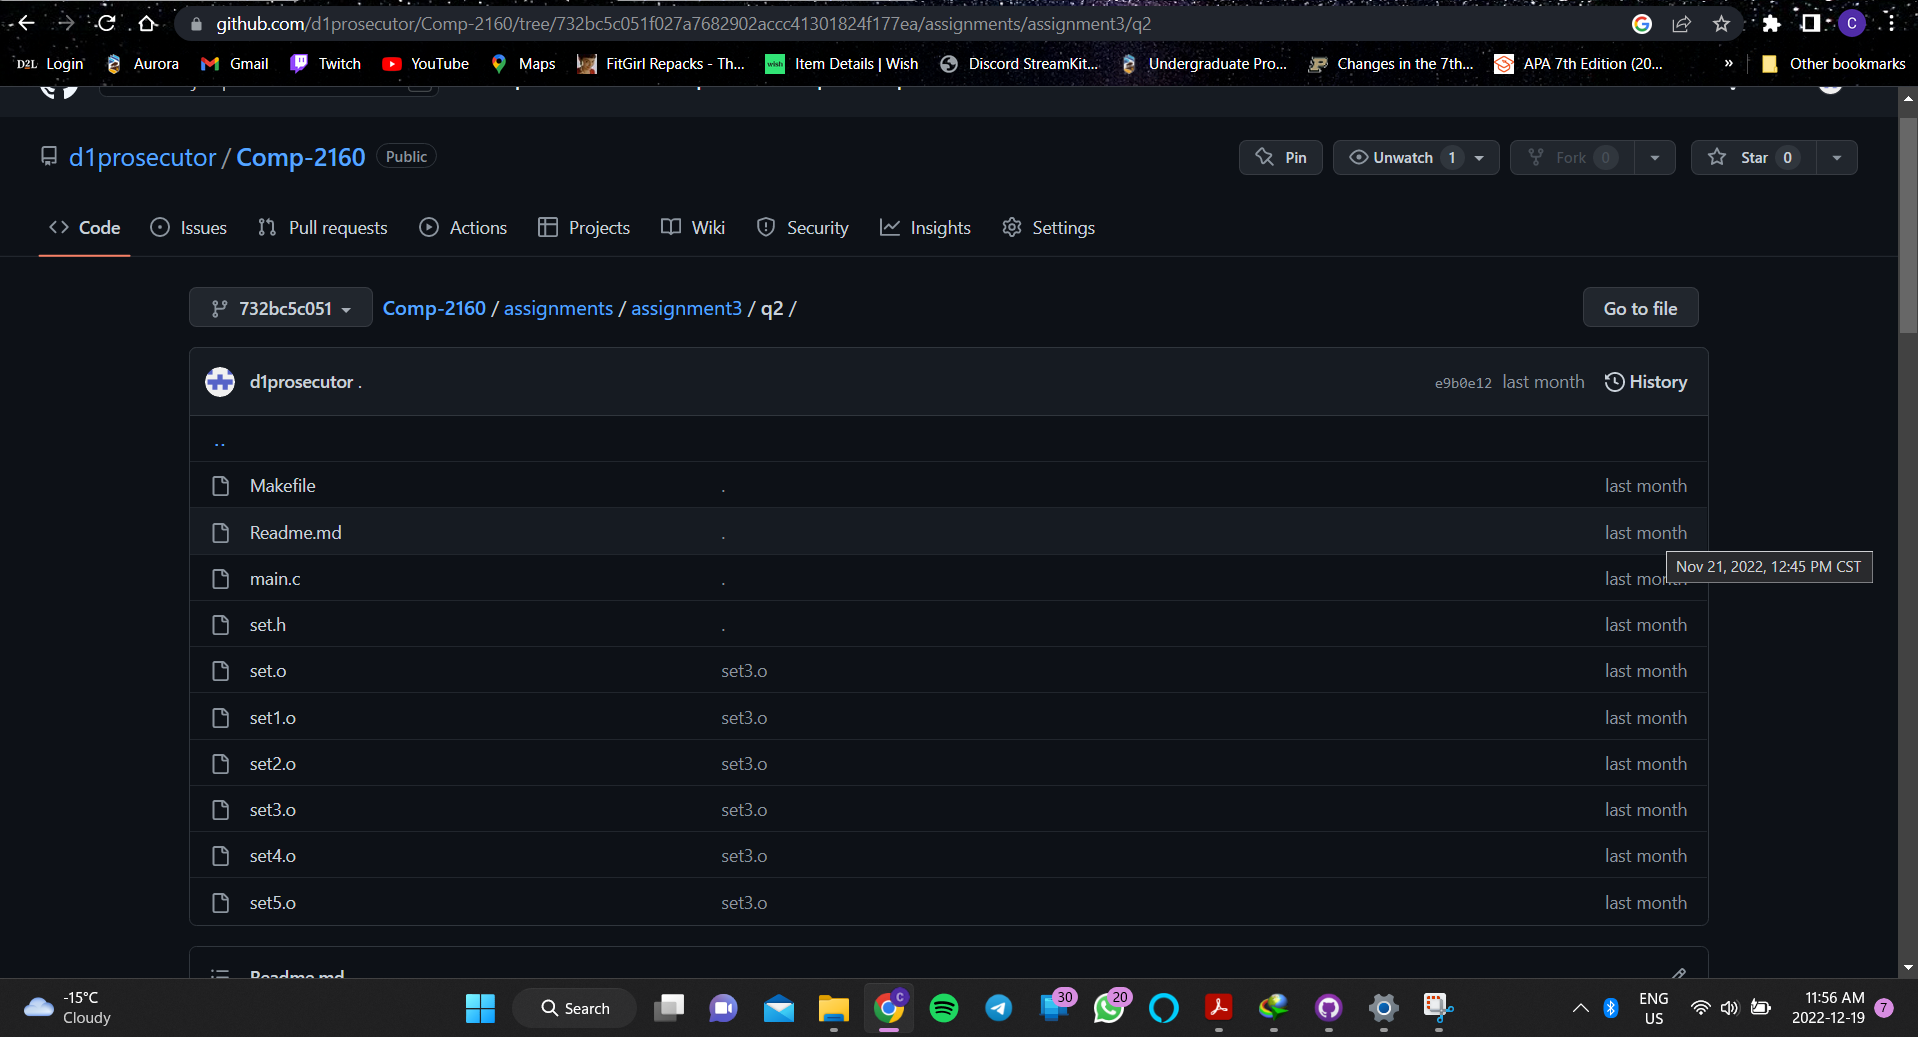 github.com/d1prosecutor/Comp-2160/tree/732bc5c051f027a7682902accc41301824f177ea/assignments/assignment3/q2
D2L Login Aurora Gmail Twitch YouTube Maps FitGirl Repacks - Th... wish Item Details | Wish Discord StreamKit... Undergraduate Pro... Changes in the 7th... APA 7th Edition (20... » Other bookmarks
d1prosecutor / Comp-2160 Public Pin Unwatch 1 Fork 0 Star 0
Code Issues Pull requests Actions Projects Wiki Security Insights Settings
732bc5c051 Comp-2160 / assignments / assignment3 / q2 / Go to file
d1prosecutor . e9b0e12 last month History
..
Makefile . last month
Readme.md . last month
Nov 21, 2022, 12:45 PM CST
main.c . last mon
set.h . last month
set.o set3.o last month
set1.o set3.o last month
set2.o set3.o last month
set3.o set3.o last month
set4.o set3.o last month
set5.o set3.o last month
Readme.md
-15°C
Cloudy
Search
C
30
20
ENG
US
11:56 AM
2022-12-19
7